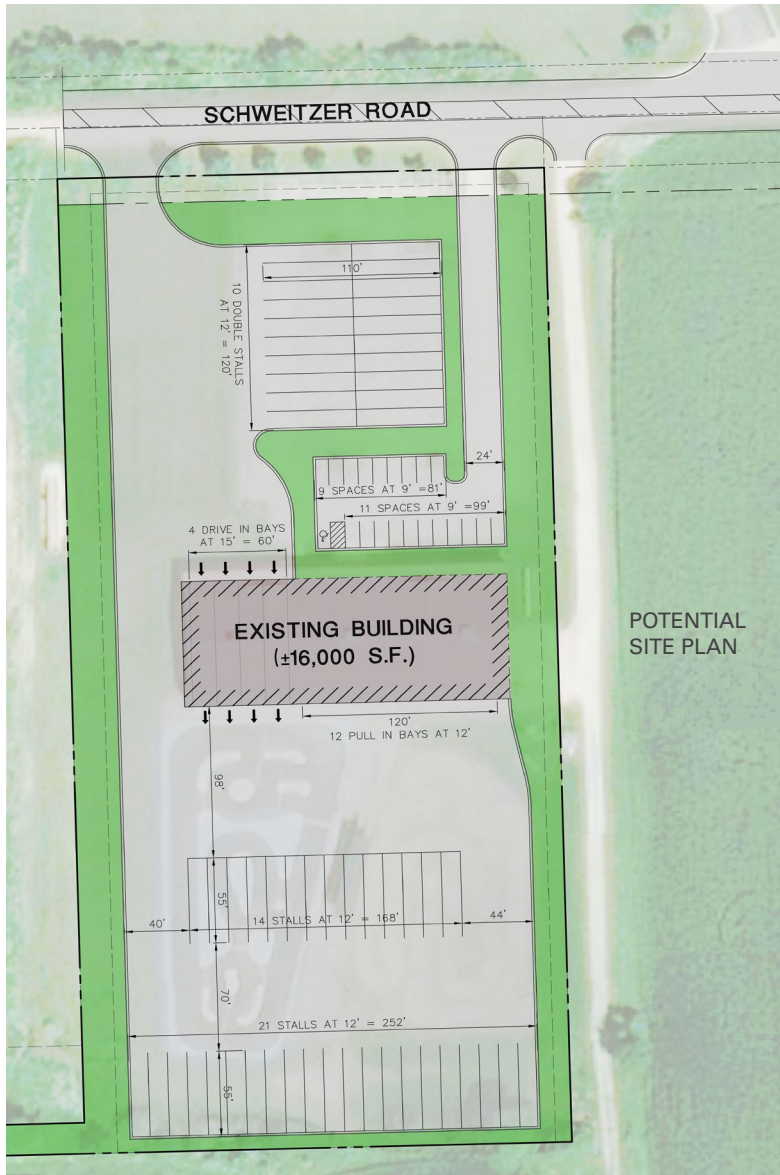 SCHWEITZER ROAD
110'
10 DOUBLE STALLS
AT 12' = 120'
24'
9 SPACES AT 9' =81'
11 SPACES AT 9' =99'
4 DRIVE IN BAYS
AT 15' = 60'
EXISTING BUILDING
(±16,000 S.F.)
POTENTIAL
SITE PLAN
120'
12 PULL IN BAYS AT 12'
98'
55'
40'
14 STALLS AT 12' = 168'
44'
70'
21 STALLS AT 12' = 252'
55'